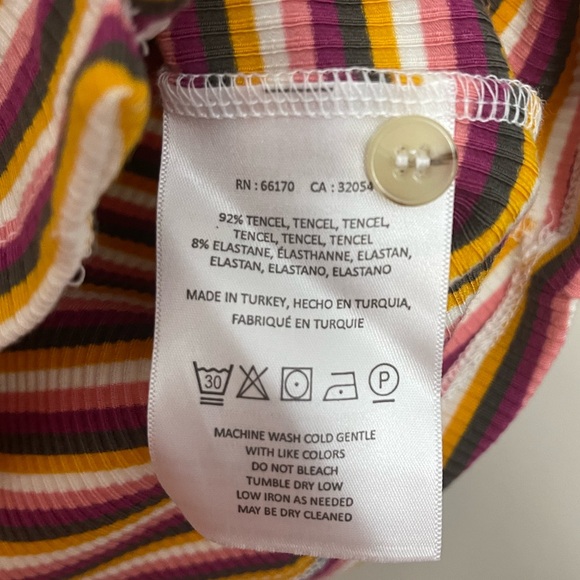 RN : 66170 CA : 32054
92% TENCEL, TENCEL, TENCEL,
TENCEL, TENCEL, TENCEL
8% ELASTANE, ÉLASTHANNE, ELASTAN,
ELASTAN, ELASTANO, ELASTANO
MADE IN TURKEY, HECHO EN TURQUIA,
FABRIQUÉ EN TURQUIE
30 P
MACHINE WASH COLD GENTLE
WITH LIKE COLORS
DO NOT BLEACH
TUMBLE DRY LOW
LOW IRON AS NEEDED
MAY BE DRY CLEANED